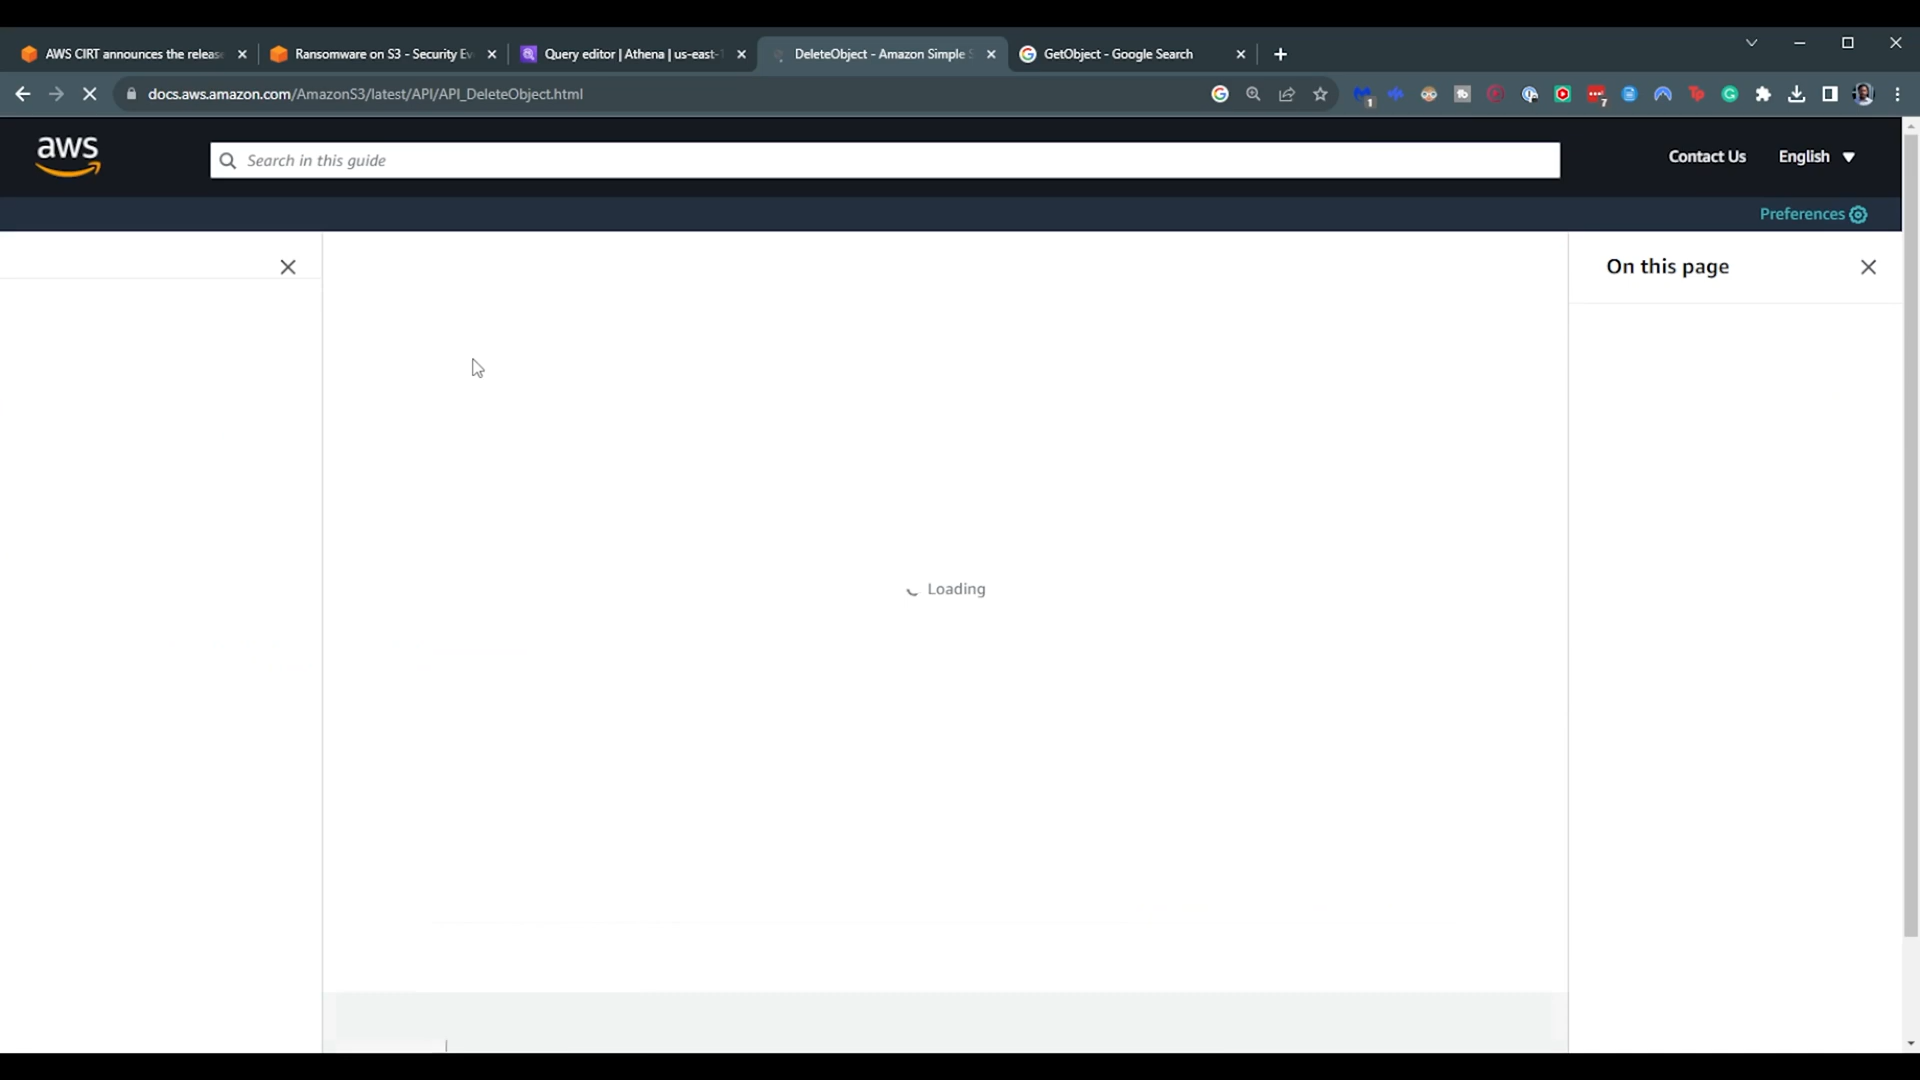 AWS CIRT announces the releas
Ransomware on S3 - Security Ev
Query editor | Athena | us-east-
DeleteObject - Amazon Simple S
GetObject - Google Search
docs.aws.amazon.com/AmazonS3/latest/API/API_DeleteObject.html
1
7
aws
Search in this guide
Contact Us
English
Preferences
On this page
Loading